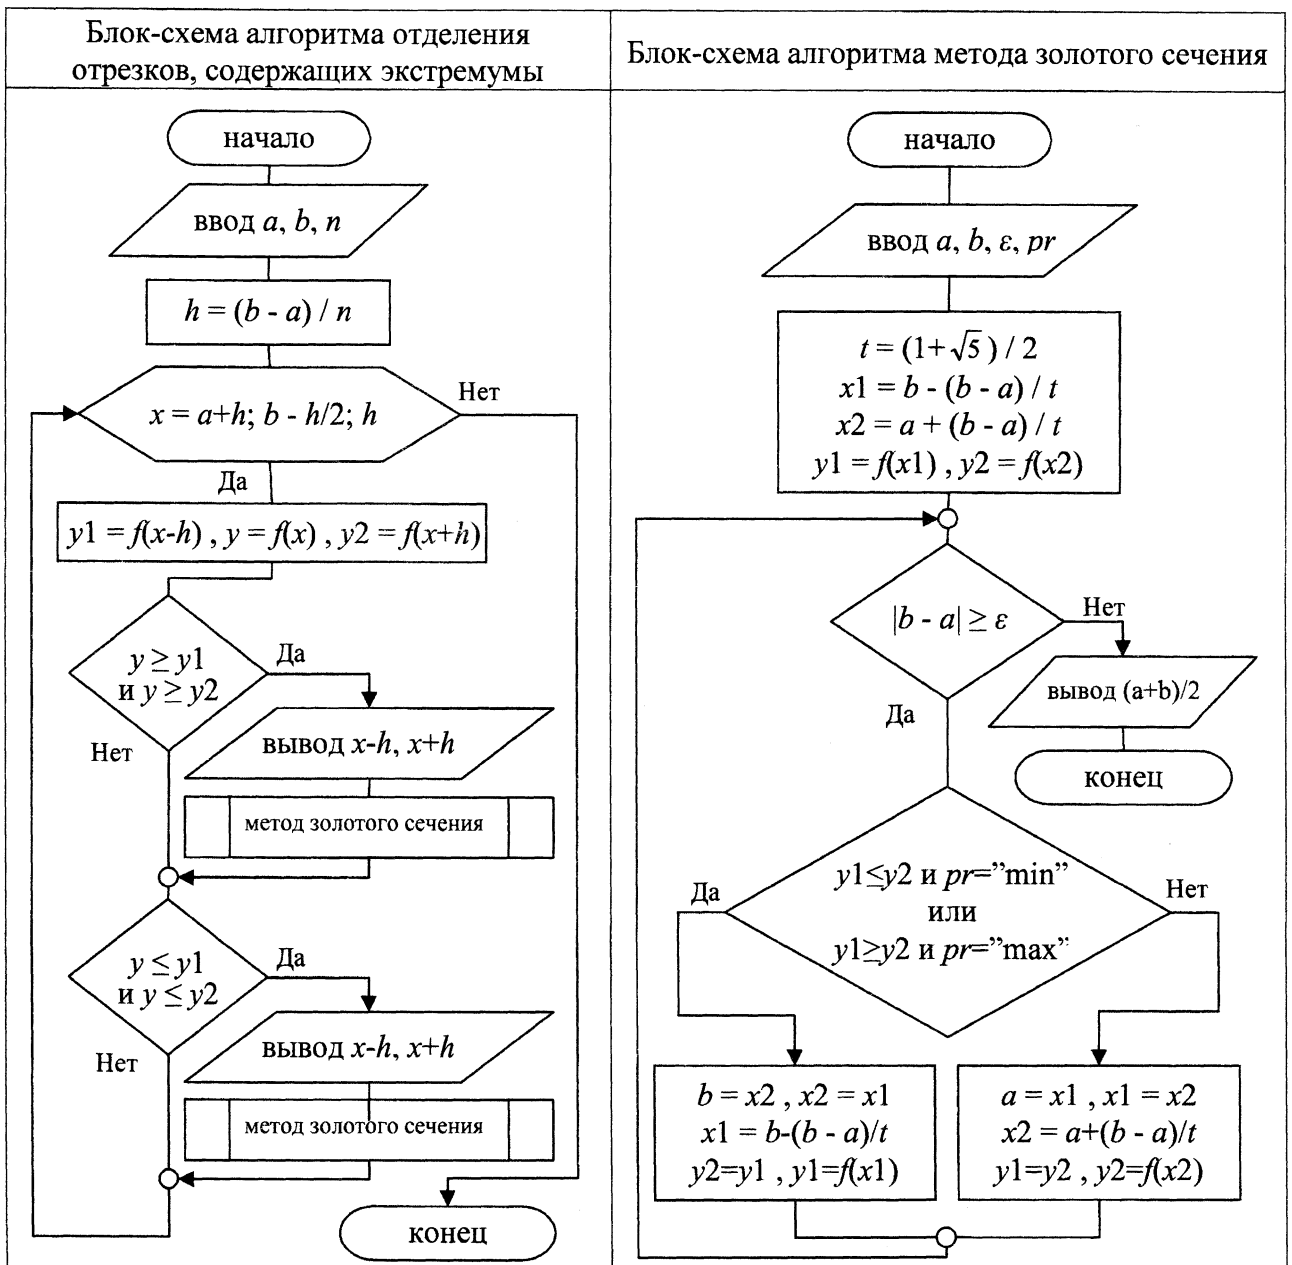 Блок-схема алгоритма отделения
отрезков, содержащих экстремумы
начало
ввод a, b, n
h = (b - a) / n
x = a+h; b - h/2; h
Нет
Да
y1 = f(x-h) , y = f(x) , y2 = f(x+h)
y ≥ y1
и y ≥ y2
Да
Нет
вывод x-h, x+h
метод золотого сечения
y ≤ y1
и y ≤ y2
Да
Нет
вывод x-h, x+h
метод золотого сечения
конец
Блок-схема алгоритма метода золотого сечения
начало
ввод a, b, ε, pr
t = (1+√5 ) / 2
x1 = b - (b - a) / t
x2 = a + (b - a) / t
y1 = f(x1) , y2 = f(x2)
|b - a| ≥ ε
Нет
вывод (a+b)/2
конец
Да
y1≤y2 и pr=”min”
или
y1≥y2 и pr=”max”
Да
Нет
b = x2 , x2 = x1
x1 = b-(b - a)/t
y2=y1 , y1=f(x1)
a = x1 , x1 = x2
x2 = a+(b - a)/t
y1=y2 , y2=f(x2)